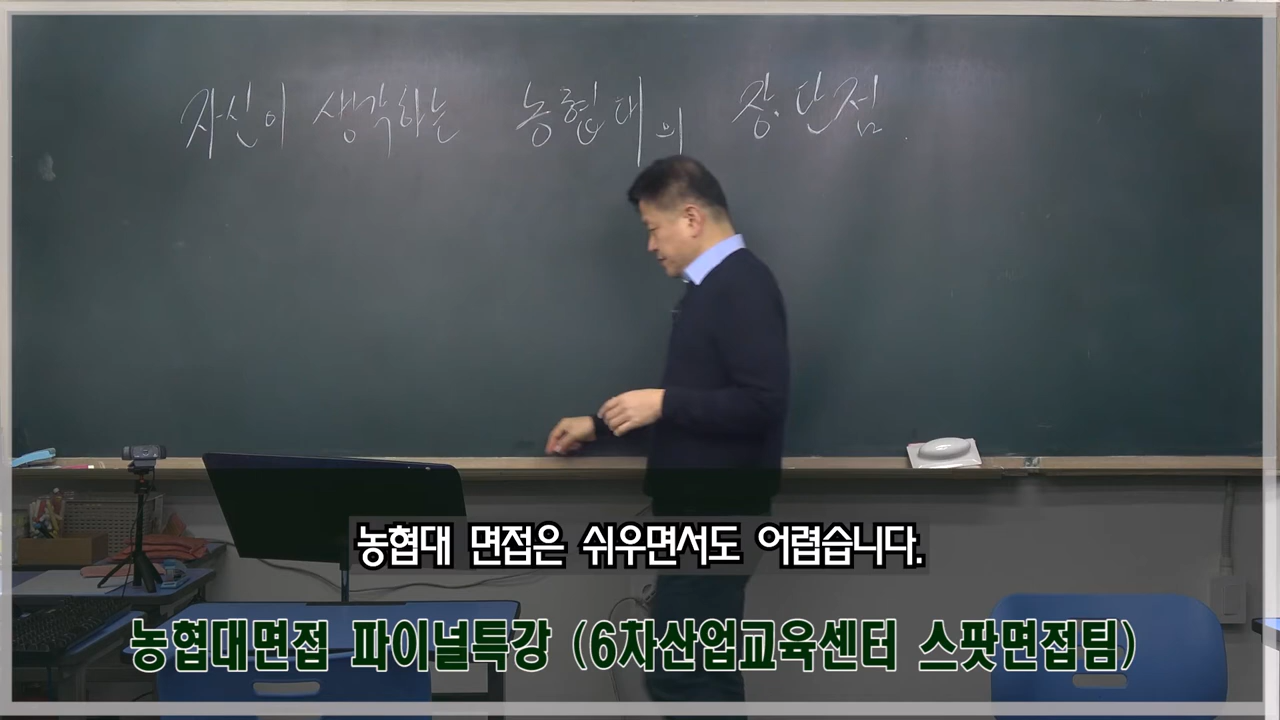 자신이 생각하는 농협대의 장·단점.
농협대 면접은 쉬우면서도 어렵습니다.
농협대면접 파이널특강 (6차산업교육센터 스팟면접팀)